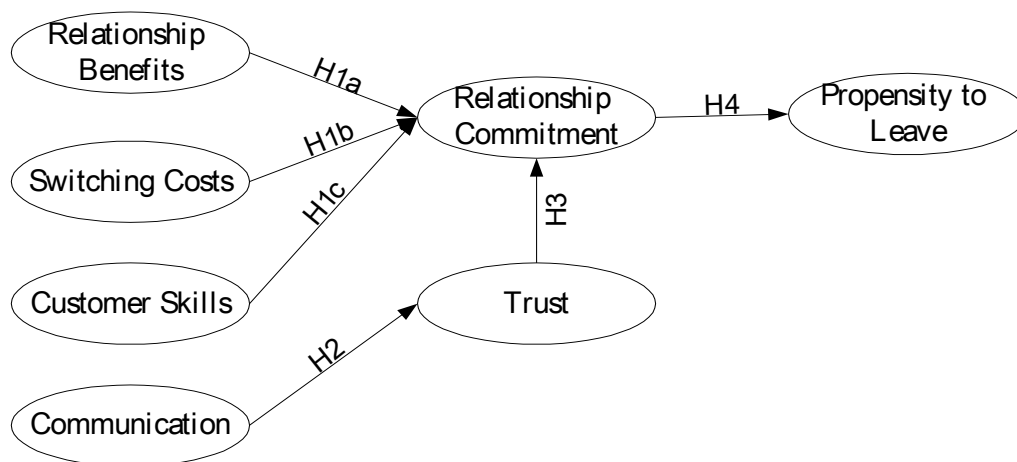 Relationship
Benefits
H1a
Relationship
Commitment
H4
Propensity to
Leave
H1b
Switching Costs
H1c
H3
Customer Skills
Trust
H2
Communication